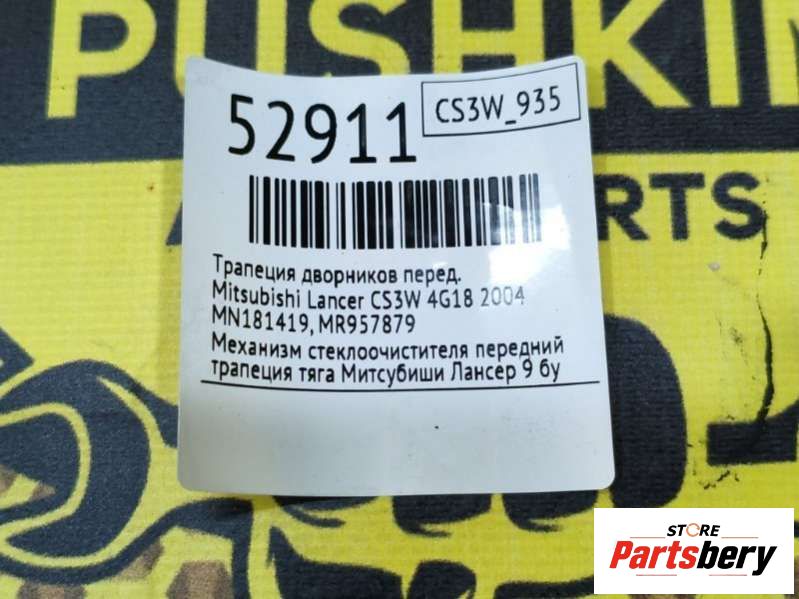 PUSHKIN
52911
CS3W_935
A RTS
Трапеция дворников перед.
Mitsubishi Lancer CS3W 4G18 2004
MN181419, MR957879
Механизм стеклоочистителя передний
трапеция тяга Митсубиши Лансер 9 бу
STORE
Partsbery